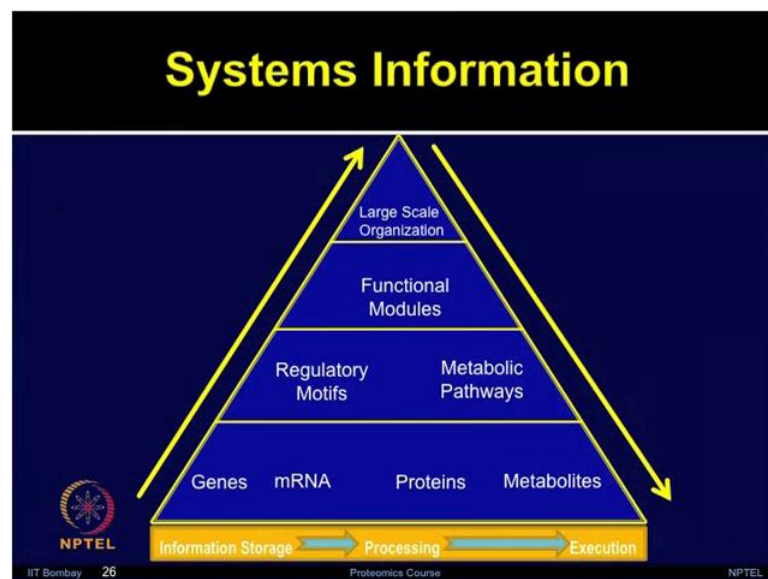 Systems Information
Large Scale
Organization
Functional
Modules
Regulatory
Motifs
Metabolic
Pathways
Genes
mRNA
Proteins
Metabolites
Information Storage
Processing
Execution
NPTEL
IIT Bombay
26
Proteomics Course
NPTEL